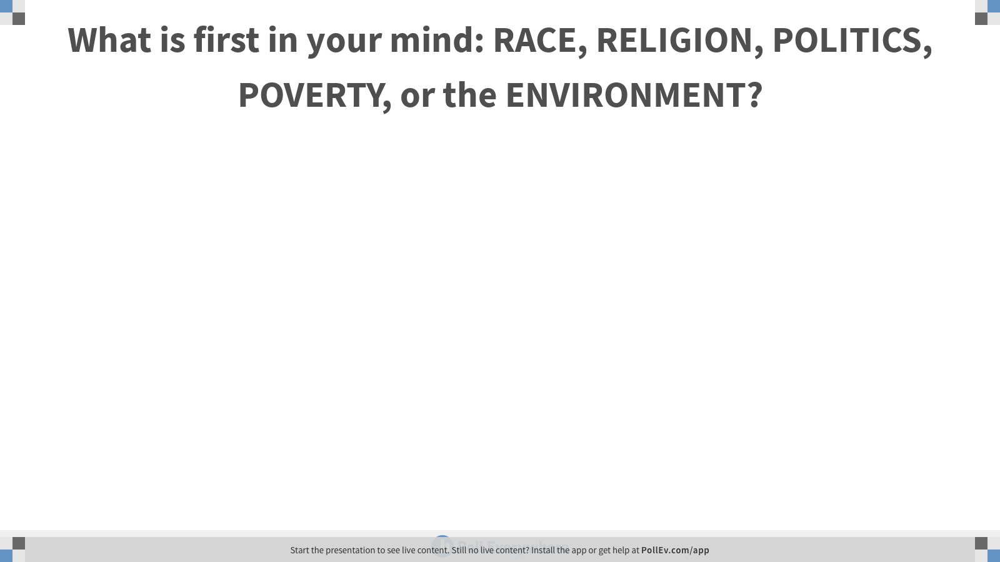 What is first in your mind: RACE, RELIGION, POLITICS,
POVERTY, or the ENVIRONMENT?
Start the presentation to see live content. Still no live content? Install the app or get help at PollEv.com/app